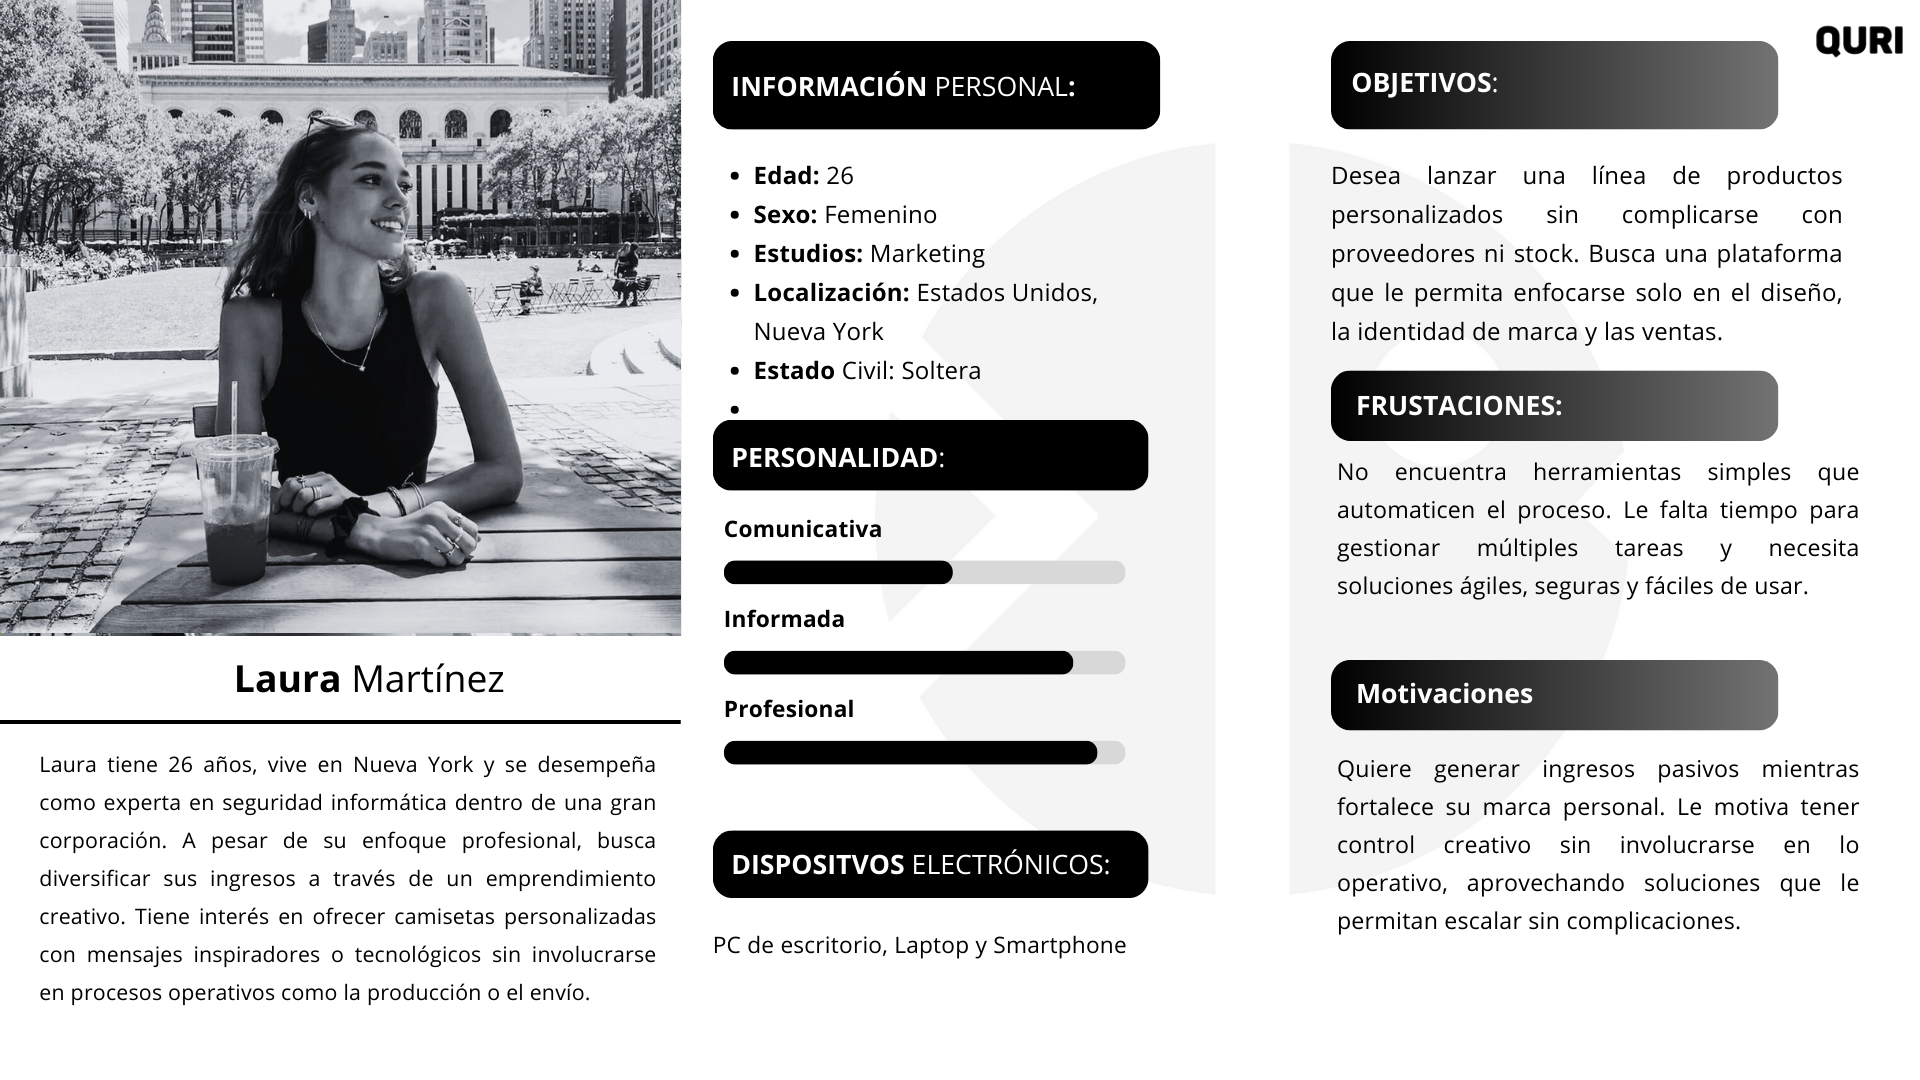 Laura Martínez
Laura tiene 26 años, vive en Nueva York y se desempeña
como experta en seguridad informática dentro de una gran
corporación. A pesar de su enfoque profesional, busca
diversificar sus ingresos a través de un emprendimiento
creativo. Tiene interés en ofrecer camisetas personalizadas
con mensajes inspiradores o tecnológicos sin involucrarse
en procesos operativos como la producción o el envío.
INFORMACIÓN PERSONAL:
• Edad: 26
• Sexo: Femenino
• Estudios: Marketing
• Localización: Estados Unidos,
Nueva York
• Estado Civil: Soltera
•
PERSONALIDAD:
Comunicativa
Informada
Profesional
DISPOSITVOS ELECTRÓNICOS:
PC de escritorio, Laptop y Smartphone
QURI
OBJETIVOS:
Desea lanzar una línea de productos
personalizados sin complicarse con
proveedores ni stock. Busca una plataforma
que le permita enfocarse solo en el diseño,
la identidad de marca y las ventas.
FRUSTACIONES:
No encuentra herramientas simples que
automaticen el proceso. Le falta tiempo para
gestionar múltiples tareas y necesita
soluciones ágiles, seguras y fáciles de usar.
Motivaciones
Quiere generar ingresos pasivos mientras
fortalece su marca personal. Le motiva tener
control creativo sin involucrarse en lo
operativo, aprovechando soluciones que le
permitan escalar sin complicaciones.